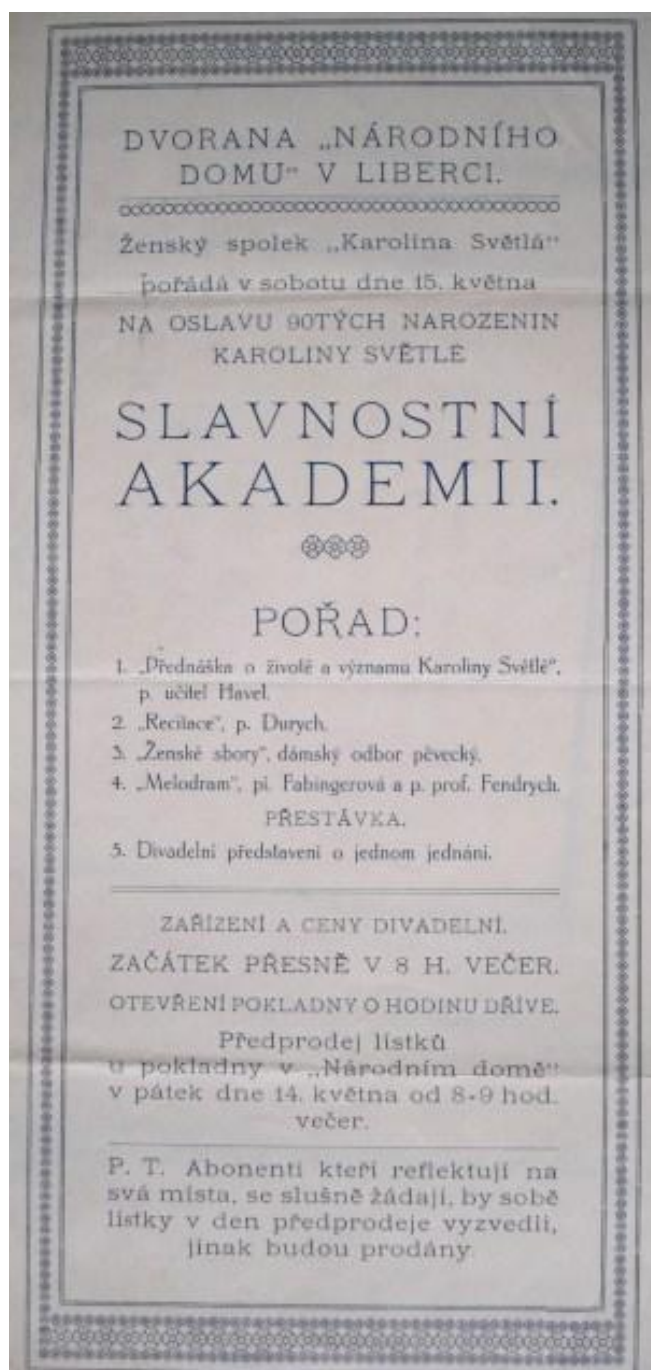 DVORANA „NÁRODNÍHO
DOMU“ V LIBERCI.
Ženský spolek „Karolina Světlá“
pořádá v sobotu dne 15. května
NA OSLAVU 90TÝCH NAROZENIN
KAROLINY SVĚTLÉ
SLAVNOSTNÍ
AKADEMII.
POŘAD:
1. „Přednáška o životě a významu Karoliny Světlé“,
p. učitel Havel.
2. „Recitace“, p. Durych.
3. „Ženské sbory“, dámský odbor pěvecký.
4. „Melodram“, pí. Fabingerová a p. prof. Fendrych.
PŘESTÁVKA.
5. Divadelní představení o jednom jednání.
ZAŘÍZENÍ A CENY DIVADELNÍ.
ZAČÁTEK PŘESNĚ V 8 H. VEČER.
OTEVŘENÍ POKLADNY O HODINU DŘÍVE.
Předprodej lístků
u pokladny v „Národním domě“
v pátek dne 14. května od 8-9 hod.
večer.
P. T. Abonenti kteří reflektují na
svá místa, se slušně žádají, by sobě
lístky v den předprodeje vyzvedli,
jinak budou prodány.